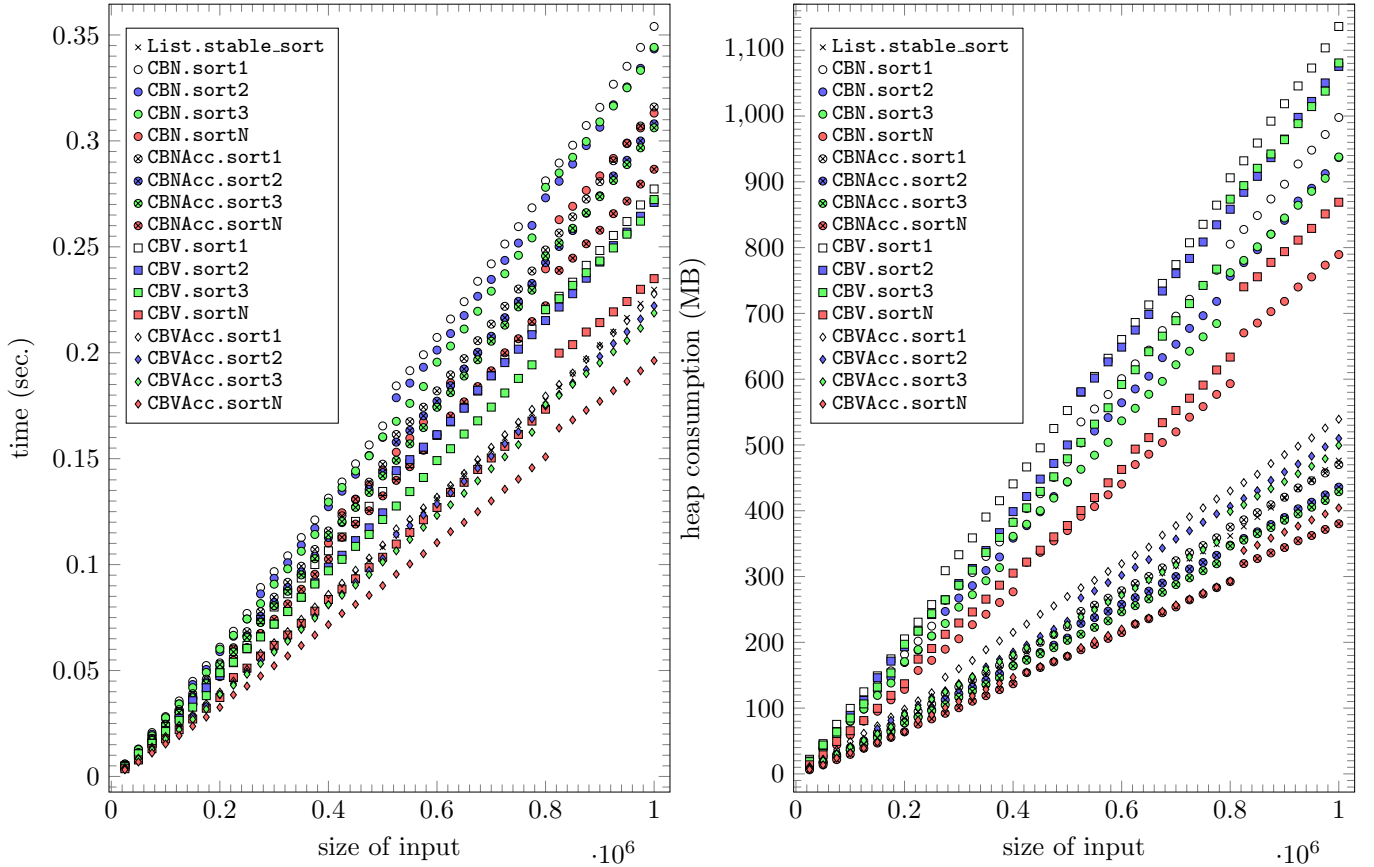 0.35
0.3
0.25
0.2
0.15
0.1
0.05
0
time (sec.)
List.stable_sort
CBN.sort1
CBN.sort2
CBN.sort3
CBN.sortN
CBNAcc.sort1
CBNAcc.sort2
CBNAcc.sort3
CBNAcc.sortN
CBV.sort1
CBV.sort2
CBV.sort3
CBV.sortN
CBVAcc.sort1
CBVAcc.sort2
CBVAcc.sort3
CBVAcc.sortN
0 0.2 0.4 0.6 0.8 1
size of input
·10⁶
1,100
1,000
900
800
700
600
500
400
300
200
100
0
heap consumption (MB)
List.stable_sort
CBN.sort1
CBN.sort2
CBN.sort3
CBN.sortN
CBNAcc.sort1
CBNAcc.sort2
CBNAcc.sort3
CBNAcc.sortN
CBV.sort1
CBV.sort2
CBV.sort3
CBV.sortN
CBVAcc.sort1
CBVAcc.sort2
CBVAcc.sort3
CBVAcc.sortN
0 0.2 0.4 0.6 0.8 1
size of input
·10⁶